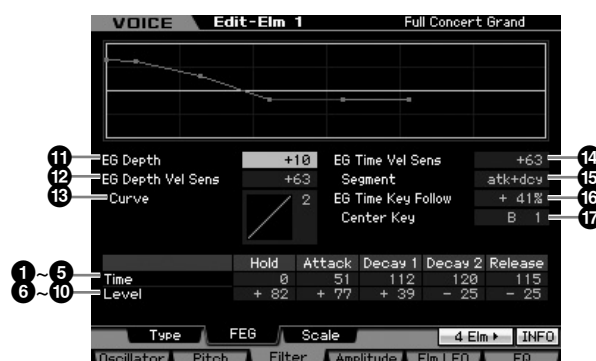 VOICE Edit-Elm 1 Full Concert Grand
11 EG Depth +10 EG Time Vel Sens +63 14
12 EG Depth Vel Sens +63 Segment atk+dcy 15
13 Curve 2 EG Time Key Follow + 41% 16
Center Key B 1 17
Hold Attack Decay 1 Decay 2 Release
1~5 Time 0 51 112 120 115
6~10 Level + 82 + 77 + 39 - 25 - 25
Type FEG Scale 4 Elm INFO
Oscillator Pitch Filter Amplitude Elm LFO EQ